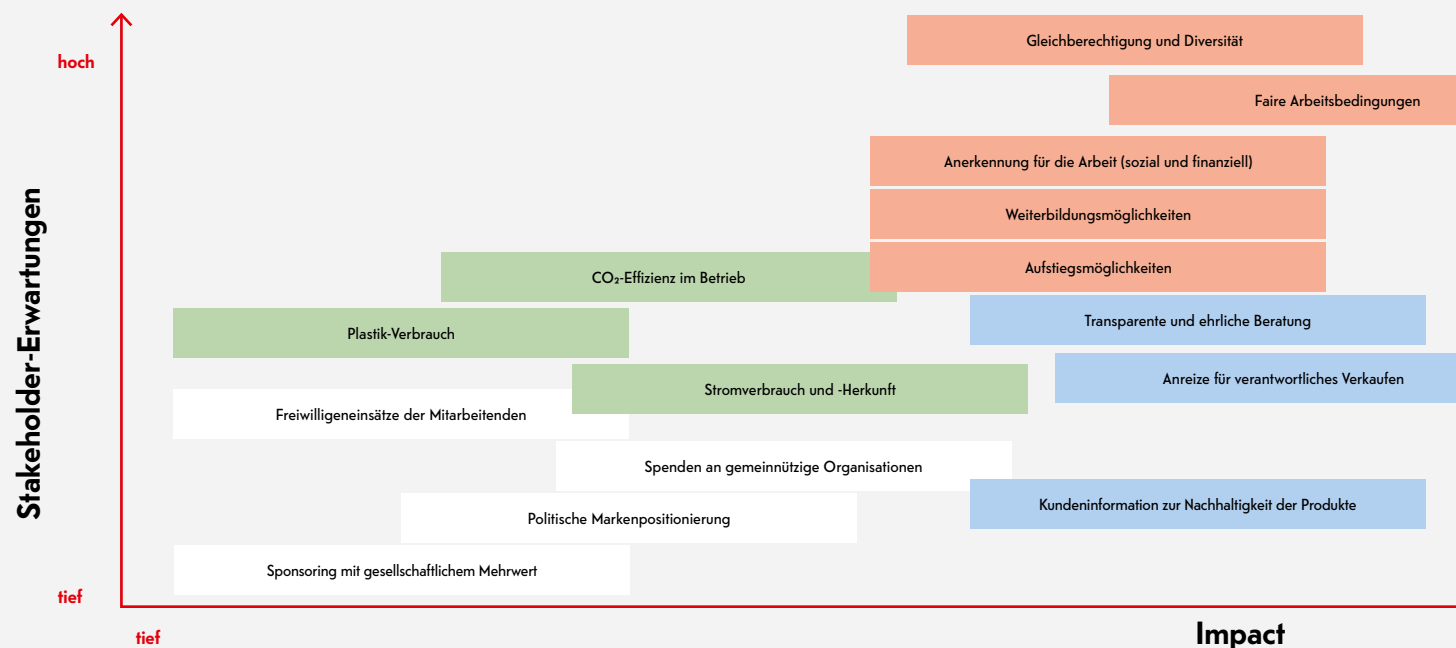 Gleichberechtigung und Diversität
hoch
Faire Arbeitsbedingungen
Anerkennung für die Arbeit (sozial und finanziell)
Weiterbildungsmöglichkeiten
Aufstiegsmöglichkeiten
CO₂-Effizienz im Betrieb
Transparente und ehrliche Beratung
Plastik-Verbrauch
Anreize für verantwortliches Verkaufen
Stromverbrauch und -Herkunft
Freiwilligeneinsätze der Mitarbeitenden
Stakeholder-Erwartungen
Spenden an gemeinnützige Organisationen
Kundeninformation zur Nachhaltigkeit der Produkte
Politische Markenpositionierung
Sponsoring mit gesellschaftlichem Mehrwert
tief
tief
Impact